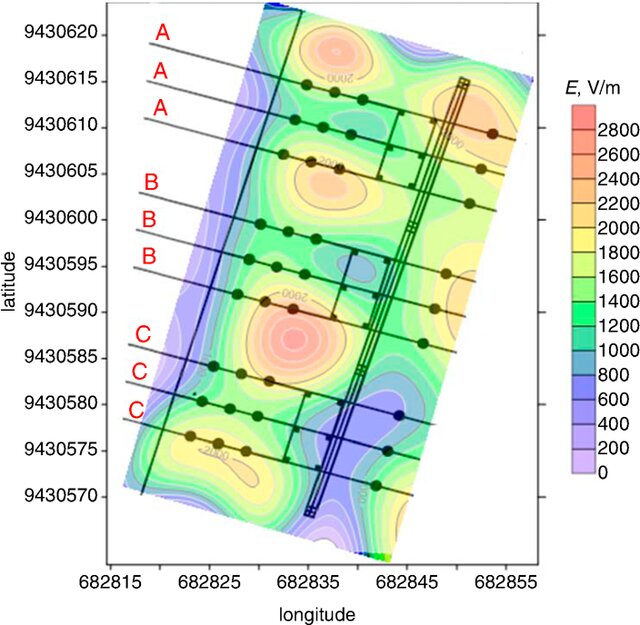 9430620
9430615
9430610
9430605
9430600
9430595
9430590
9430585
9430580
9430575
9430570
latitude
A
A
A
B
B
B
C
C
C
2000
2000
2000
2000
682815
682825
682835
682845
682855
longitude
E, V/m
2800
2600
2400
2200
2000
1800
1600
1400
1200
1000
800
600
400
200
0